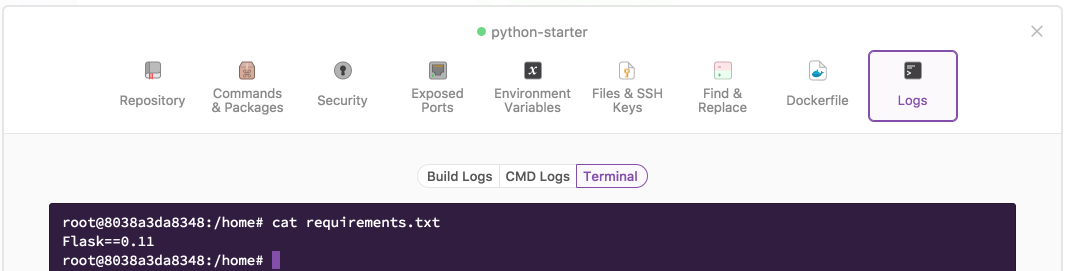 python-starter
Repository
Commands
& Packages
Security
Exposed
Ports
Environment
Variables
Files & SSH
Keys
Find &
Replace
Dockerfile
Logs
Build Logs
CMD Logs
Terminal
root@8038a3da8348:/home# cat requirements.txt
Flask==0.11
root@8038a3da8348:/home#